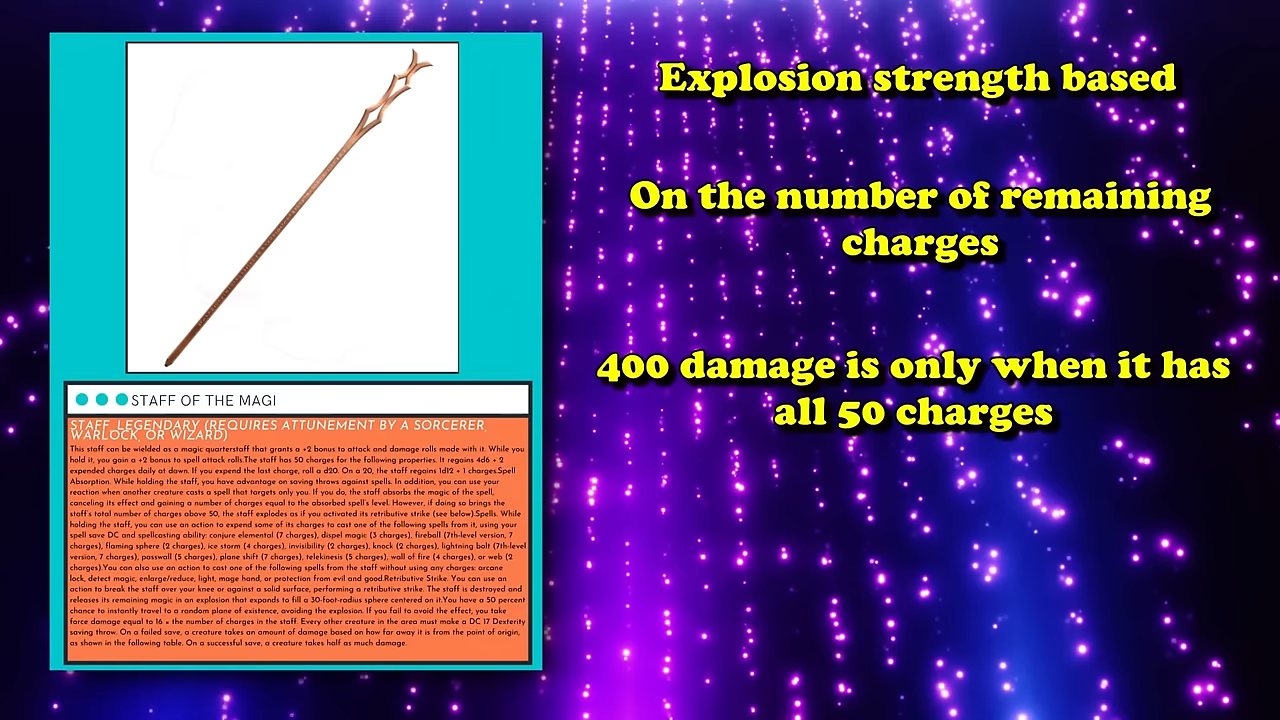 STAFF OF THE MAGI
STAFF, LEGENDARY (REQUIRES ATTUNEMENT BY A SORCERER,
WARLOCK, OR WIZARD)
This staff can be wielded as a magic quarterstaff that grants a +2 bonus to attack and damage rolls made with it. While you
hold it, you gain a +2 bonus to spell attack rolls.The staff has 50 charges for the following properties. It regains 4d6 + 2
expended charges daily at dawn. If you expend the last charge, roll a d20. On a 20, the staff regains 1d12 + 1 charges.Spell
Absorption. While holding the staff, you have advantage on saving throws against spells. In addition, you can use your
reaction when another creature casts a spell that targets only you. If you do, the staff absorbs the magic of the spell,
canceling its effect and gaining a number of charges equal to the absorbed spell's level. However, if doing so brings the
staff's total number of charges above 50, the staff explodes as if you activated its retributive strike (see below).Spells. While
holding the staff, you can use an action to expend some of its charges to cast one of the following spells from it, using your
spell save DC and spellcasting ability: conjure elemental (7 charges), dispel magic (3 charges), fireball (7th-level version, 7
charges), flaming sphere (2 charges), ice storm (4 charges), invisibility (2 charges), knock (2 charges), lightning bolt (7th-level
version, 7 charges), passwall (5 charges), plane shift (7 charges), telekinesis (5 charges), wall of fire (4 charges), or web (2
charges).You can also use an action to cast one of the following spells from the staff without using any charges: arcane
lock, detect magic, enlarge/reduce, light, mage hand, or protection from evil and good.Retributive Strike. You can use an
action to break the staff over your knee or against a solid surface, performing a retributive strike. The staff is destroyed and
releases its remaining magic in an explosion that expands to fill a 30-foot-radius sphere centered on it.You have a 50 percent
chance to instantly travel to a random plane of existence, avoiding the explosion. If you fail to avoid the effect, you take
force damage equal to 16 × the number of charges in the staff. Every other creature in the area must make a DC 17 Dexterity
saving throw. On a failed save, a creature takes an amount of damage based on how far away it is from the point of origin,
as shown in the following table. On a successful save, a creature takes half as much damage.
Explosion strength based
On the number of remaining
charges
400 damage is only when it has
all 50 charges